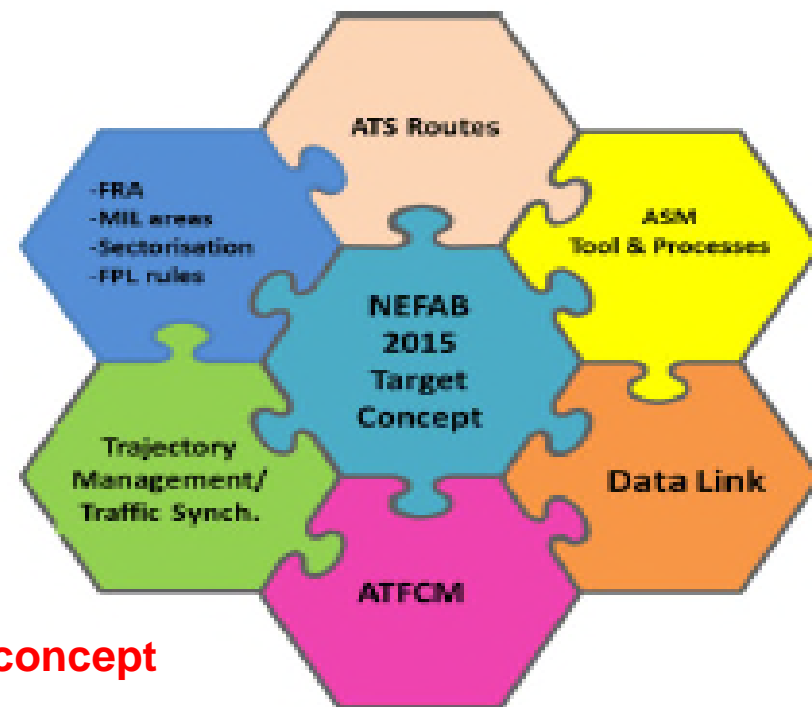 ATS Routes
-FRA
-MIL areas
-Sectorisation
-FPL rules
ASM
Tool & Processes
NEFAB
2015
Target
Concept
Trajectory
Management/
Traffic Synch.
Data Link
ATFCM
concept